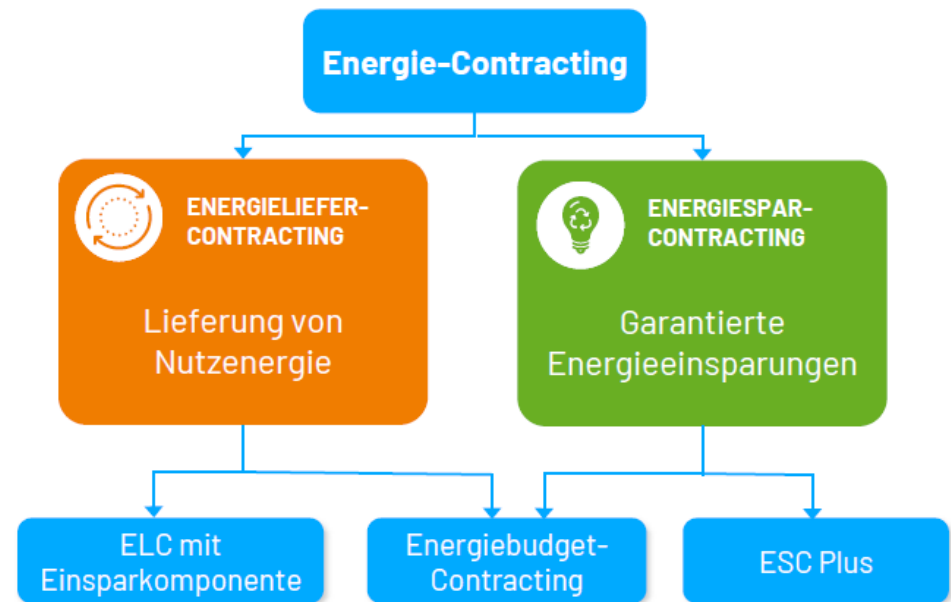 Energie-Contracting
ENERGIELIEFER-
CONTRACTING
Lieferung von
Nutzenergie
ENERGIESPAR-
CONTRACTING
Garantierte
Energieeinsparungen
ELC mit
Einsparkomponente
Energiebudget-
Contracting
ESC Plus